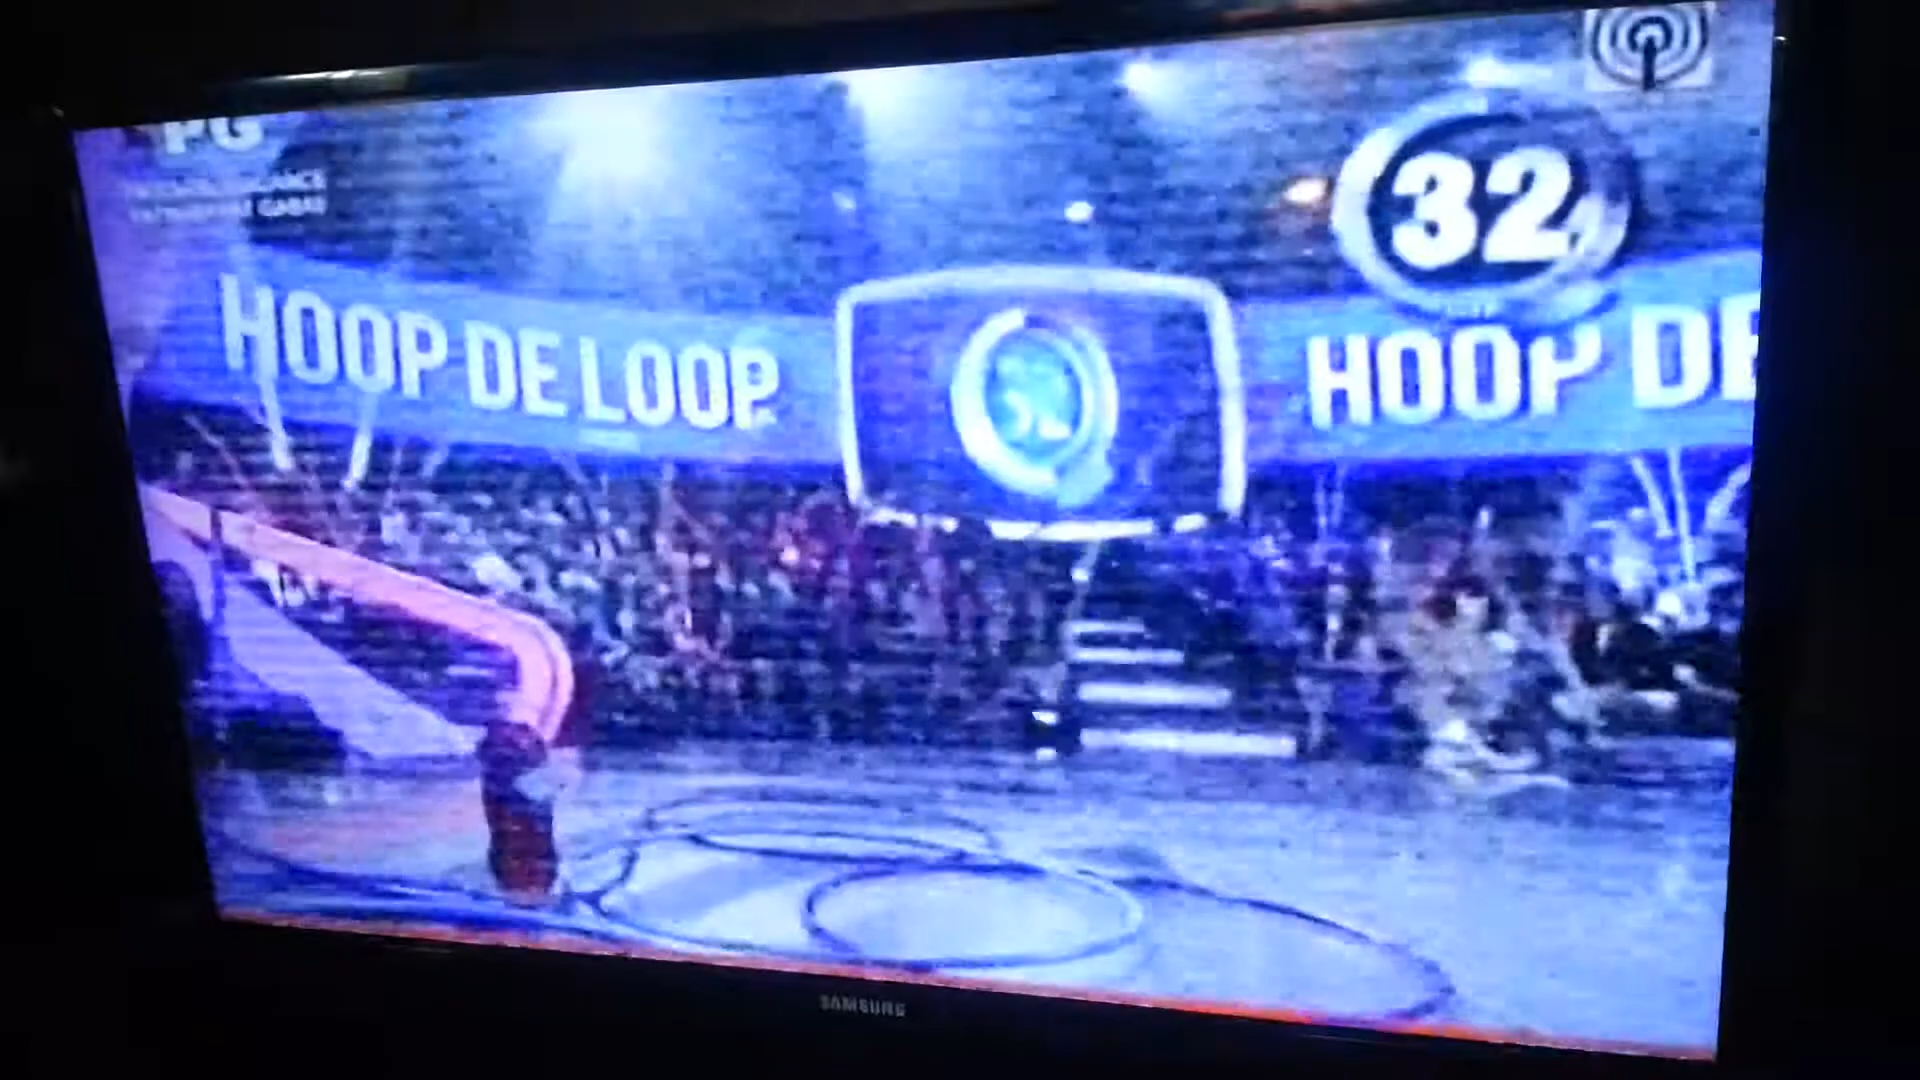 PG
32
HOOP DE LOOP
HOOP DE
SAMSUNG